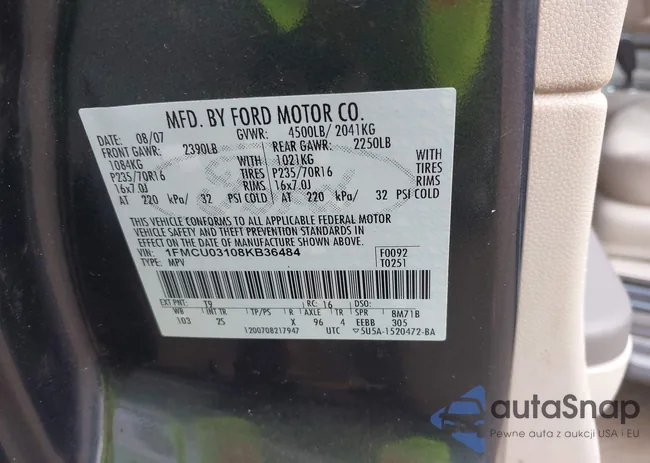 MFD. BY FORD MOTOR CO.
DATE: 08/07 GVWR: 4500LB/ 2041KG
FRONT GAWR: 2390LB REAR GAWR: 2250LB
1084KG 1021KG
P235/70R16 TIRES P235/70R16 TIRES
16x7.0J RIMS 16x7.0J RIMS
AT 220 kPa/ 32 PSI COLD AT 220 kPa/ 32 PSI COLD
THIS VEHICLE CONFORMS TO ALL APPLICABLE FEDERAL MOTOR
VEHICLE SAFETY AND THEFT PREVENTION STANDARDS IN
EFFECT ON THE DATE OF MANUFACTURE SHOWN ABOVE.
VIN: 1FMCU03108KB36484 F0092
TYPE: MPV T0251
EXT PNT: T9 RC: 16 DSO:
WB INT TR TP/PS R AXLE TR SPR BM71B
103 2S X 96 4 EEBB 305
1200708217947 UTC 5U5A-1520472-BA
autaSnap
Pewne auta z aukcji USA i EU